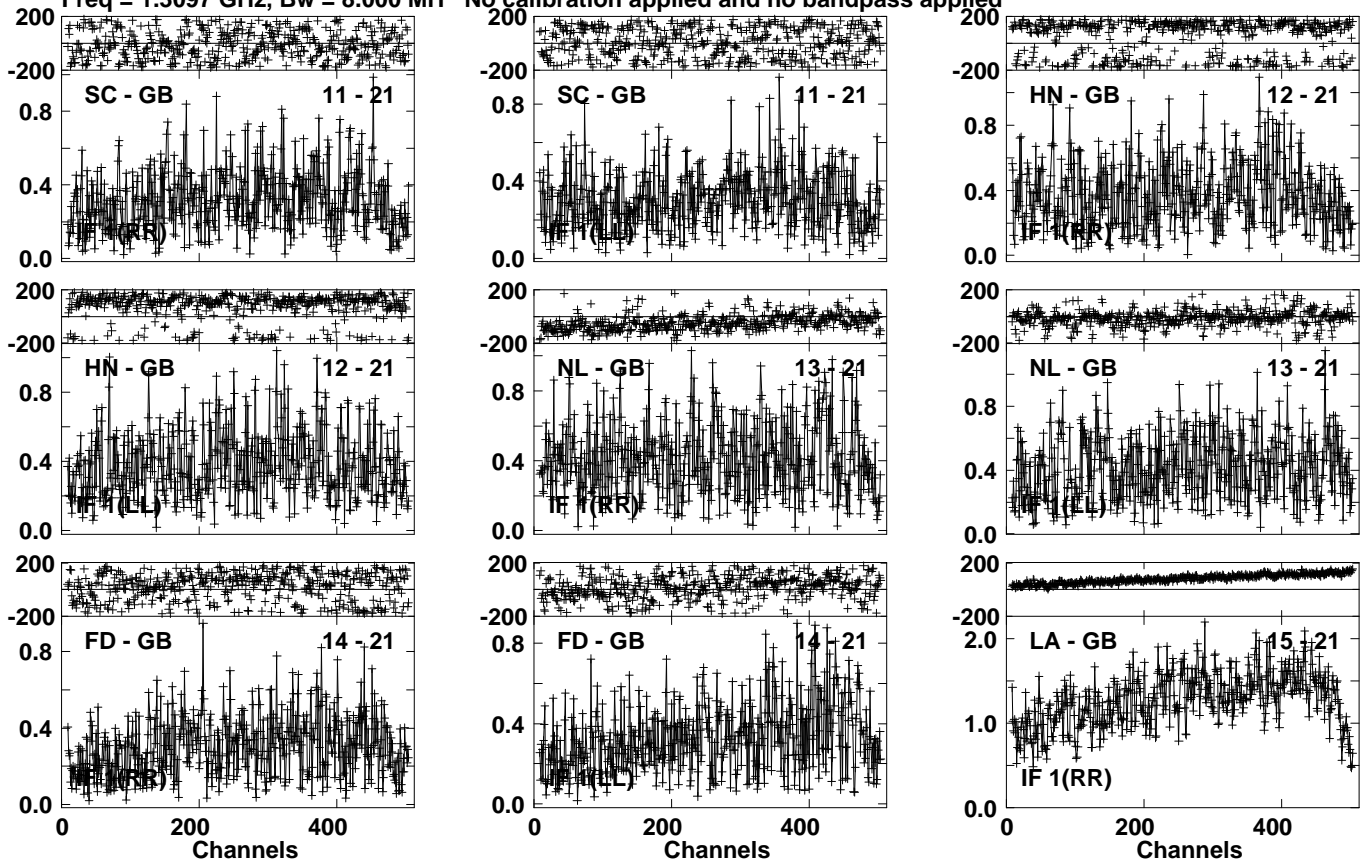 Freq = 1.3097 GHz, Bw = 8.000 MH No calibration applied and no bandpass applied
200 200 200
-200 -200 -200
SC - GB 11 - 21 SC - GB 11 - 21 HN - GB 12 - 21
0.8 0.8 0.8
0.4 0.4 0.4
IF 1(RR) IF 1(LL) IF 1(RR)
0.0 0.0 0.0
200 200 200
-200 -200 -200
HN - GB 12 - 21 NL - GB 13 - 21 NL - GB 13 - 21
0.8 0.8 0.8
0.4 0.4 0.4
IF 1(LL) IF 1(RR) IF 1(LL)
0.0 0.0 0.0
200 200 200
-200 -200 -200
FD - GB 14 - 21 FD - GB 14 - 21 LA - GB 15 - 21
0.8 0.8 2.0
0.4 0.4 1.0
IF 1(RR) IF 1(LL) IF 1(RR)
0.0 0.0 0.0
0 200 400 0 200 400 0 200 400
Channels Channels Channels